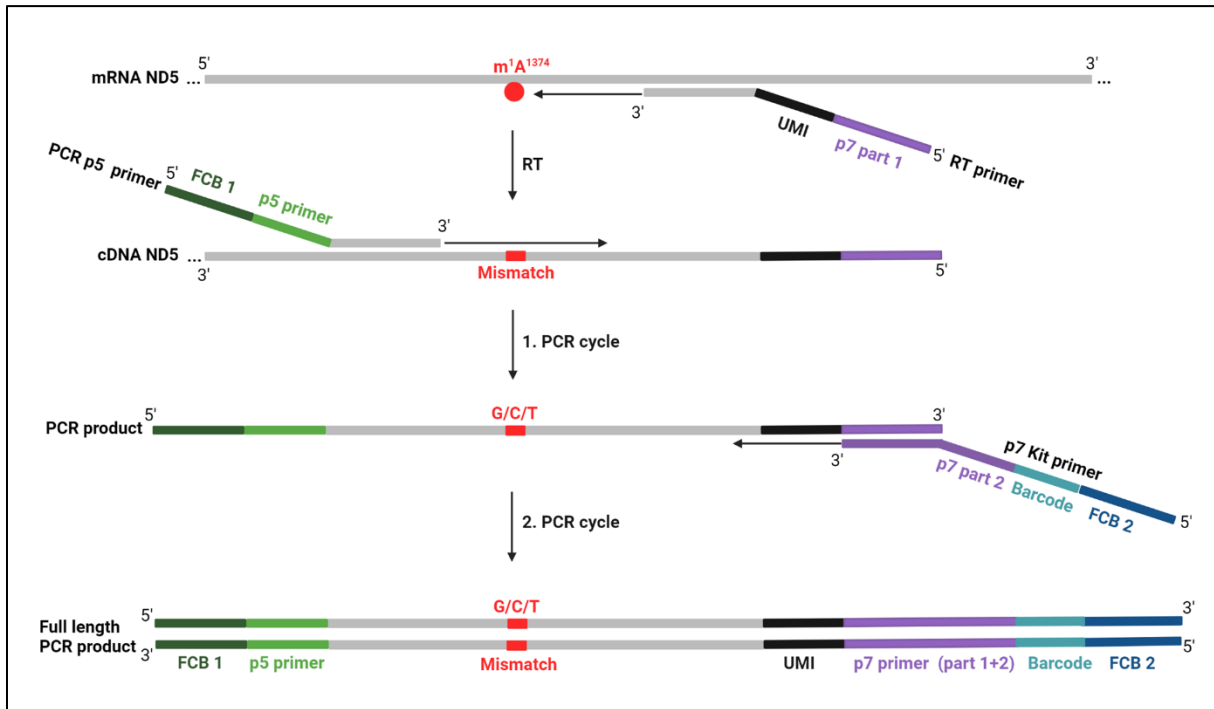 5' 3'
mRNA ND5 ... m¹A¹³⁷⁴ ...
3'
UMI
p7 part 1
5' RT primer
RT
PCR p5 primer
5' FCB 1
p5 primer
3'
cDNA ND5 ...
3' 5'
Mismatch
1. PCR cycle
5' G/C/T 3'
PCR product
3'
p7 Kit primer
p7 part 2
Barcode
FCB 2
5'
2. PCR cycle
5' G/C/T 3'
Full length
PCR product
3' 5'
FCB 1 p5 primer Mismatch UMI p7 primer (part 1+2) Barcode FCB 2